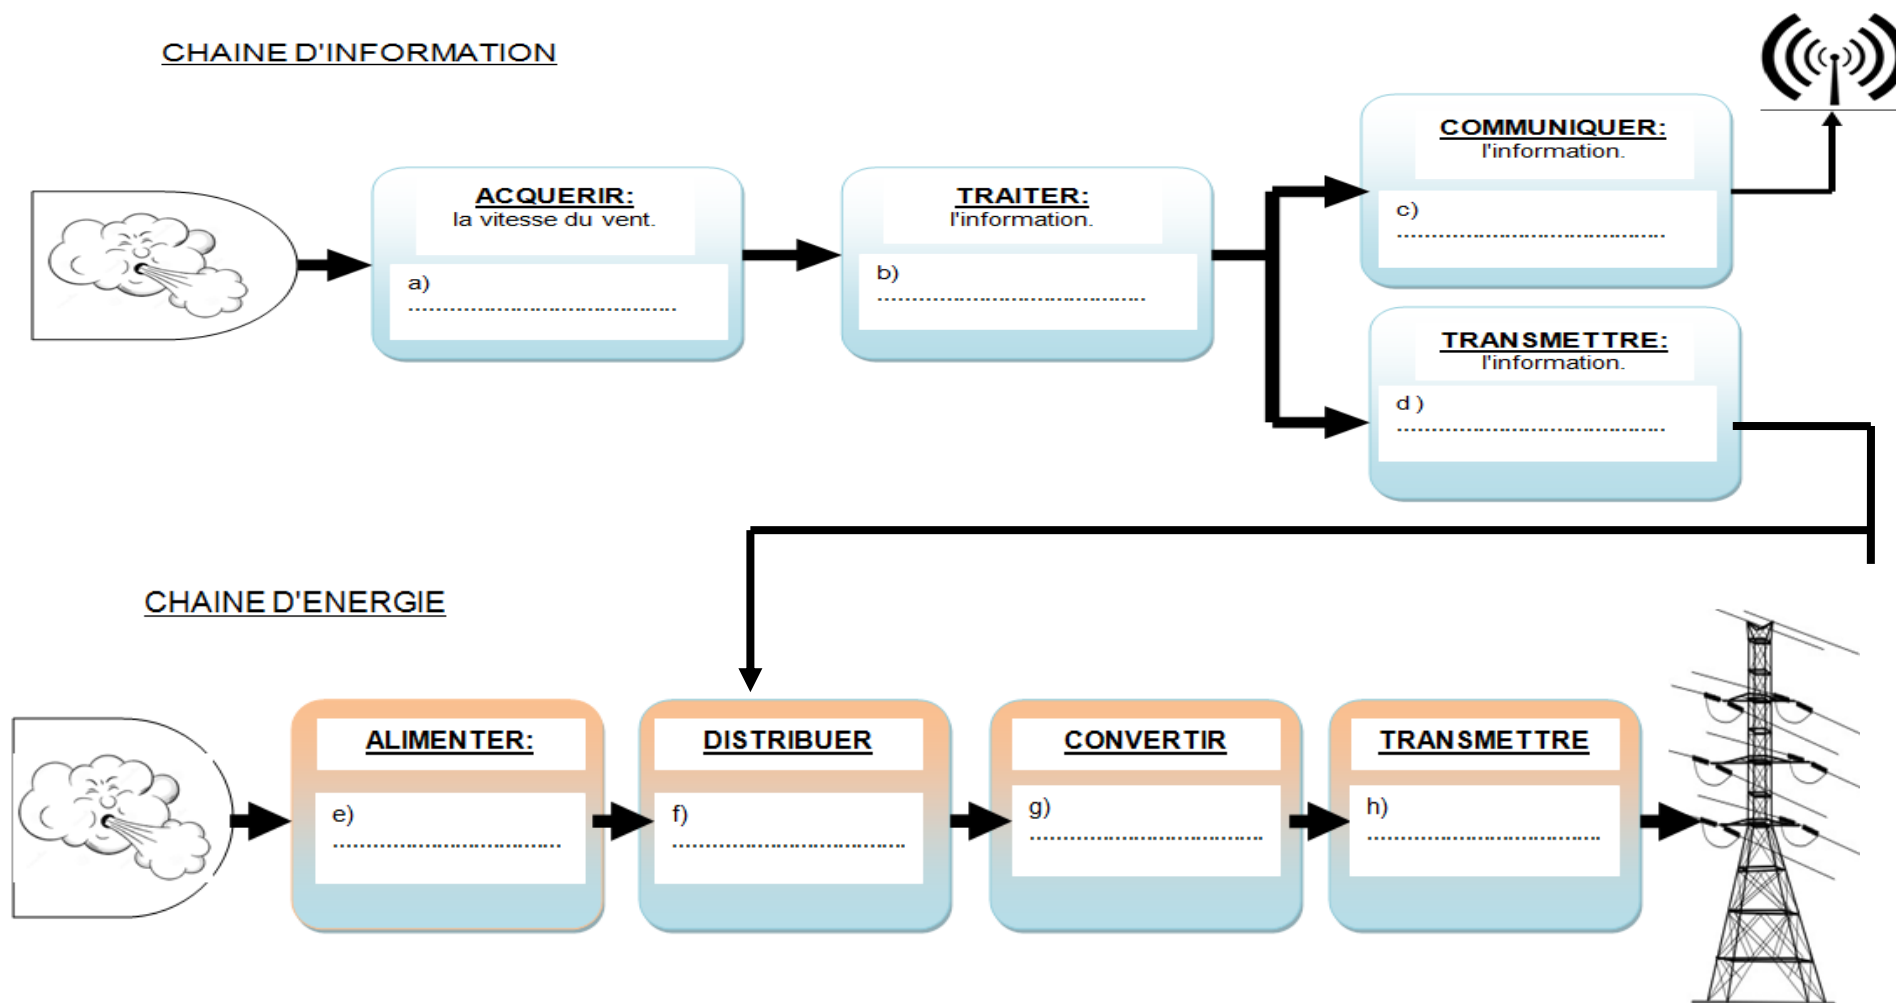 CHAINE D'INFORMATION
ACQUERIR:
la vitesse du vent.
a)
.......................................
TRAITER:
l'information.
b)
.......................................
COMMUNIQUER:
l'information.
c)
.......................................
TRANSMETTRE:
l'information.
d )
.......................................
CHAINE D'ENERGIE
ALIMENTER:
e)
..................................
DISTRIBUER
f)
..................................
CONVERTIR
g)
..................................
TRANSMETTRE
h)
..................................